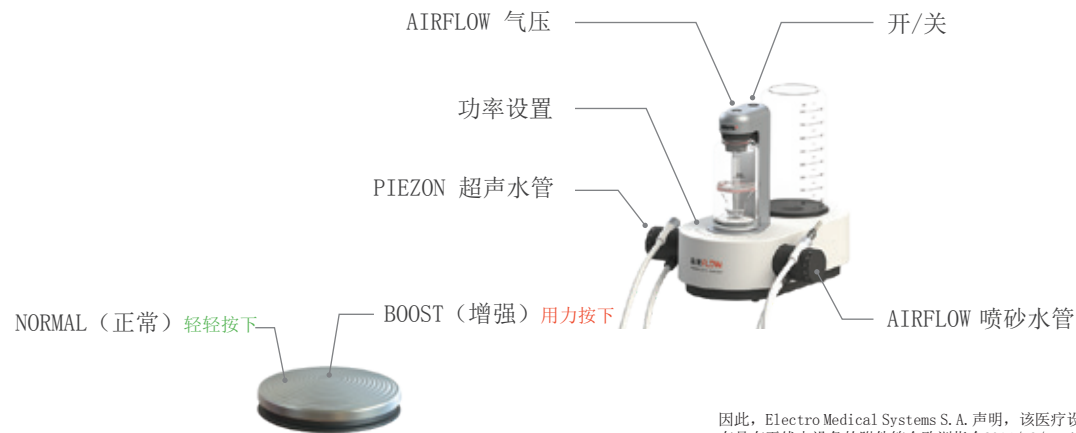 AIRFLOW 气压
开/关
功率设置
PIEZON 超声水管
NORMAL（正常）轻轻按下
BOOST（增强）用力按下
AIRFLOW 喷砂水管
因此，Electro Medical Systems S.A. 声明，该医疗设